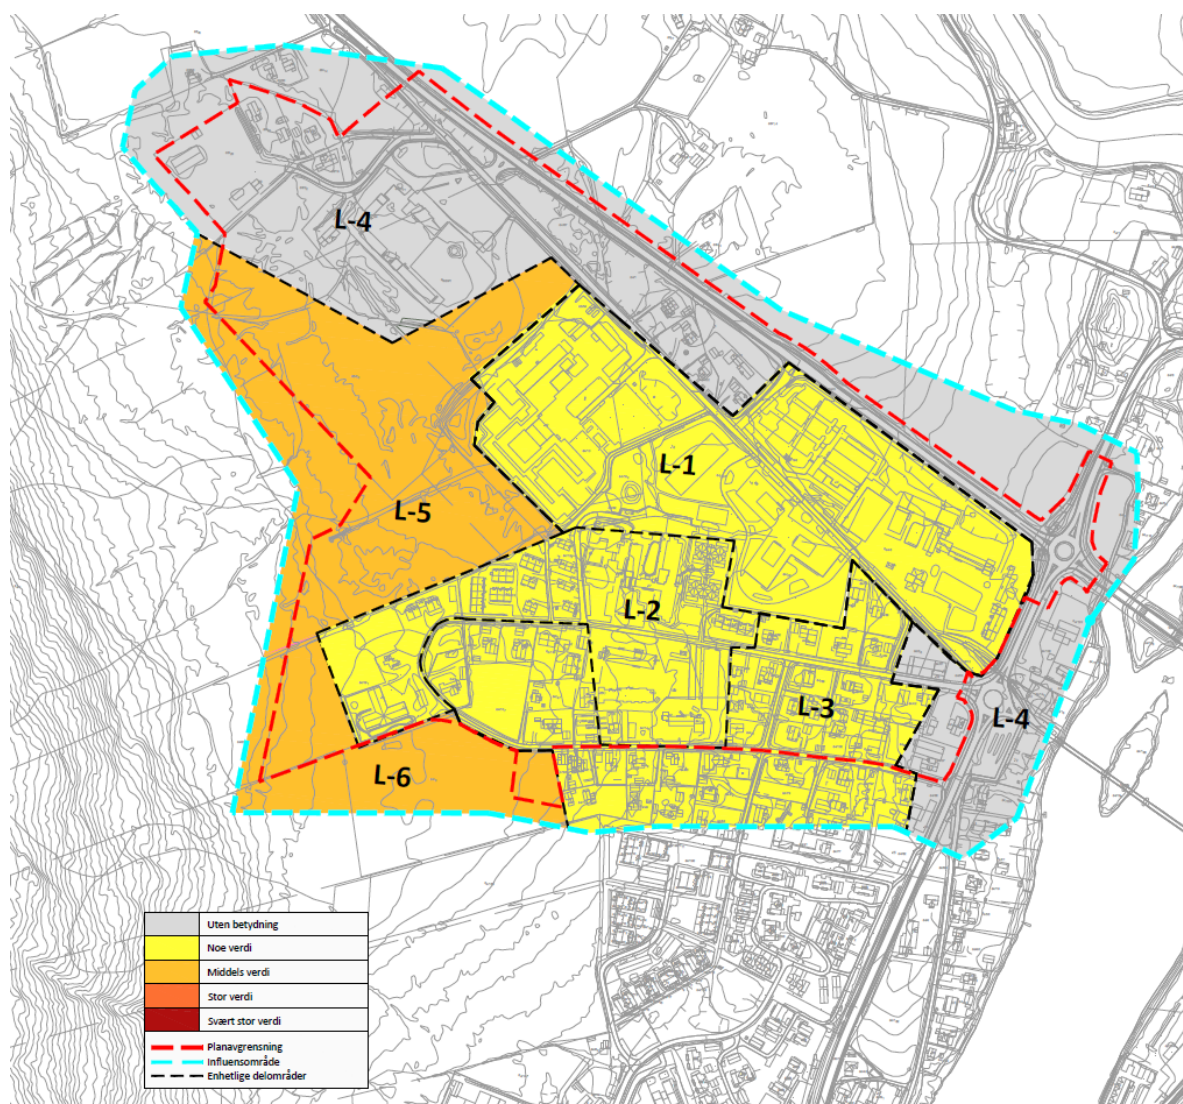 L-4
L-1
L-5
L-2
L-3
L-4
L-6
Uten betydning
Noe verdi
Middels verdi
Stor verdi
Svært stor verdi
Planavgrensning
Influensområde
Enhetlige delområder